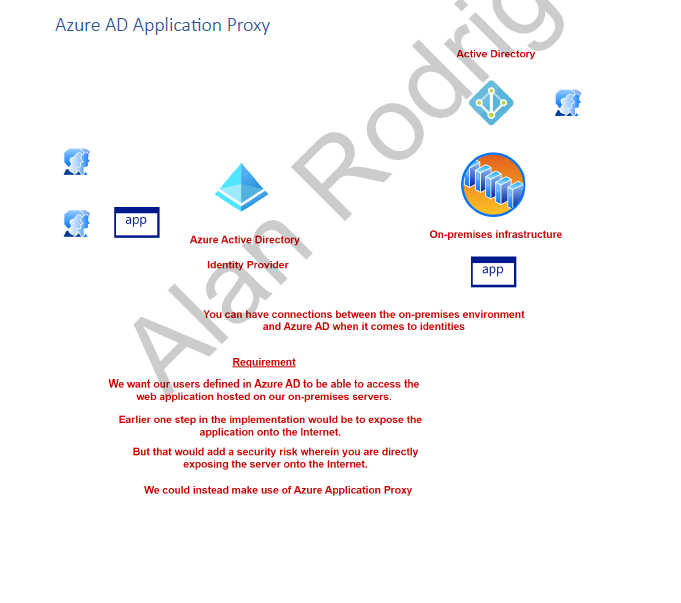 Azure AD Application Proxy
Active Directory
app
Azure Active Directory
Identity Provider
On-premises infrastructure
app
You can have connections between the on-premises environment
and Azure AD when it comes to identities
Requirement
We want our users defined in Azure AD to be able to access the
web application hosted on our on-premises servers.
Earlier one step in the implementation would be to expose the
application onto the Internet.
But that would add a security risk wherein you are directly
exposing the server onto the Internet.
We could instead make use of Azure Application Proxy
Alan Rodrig